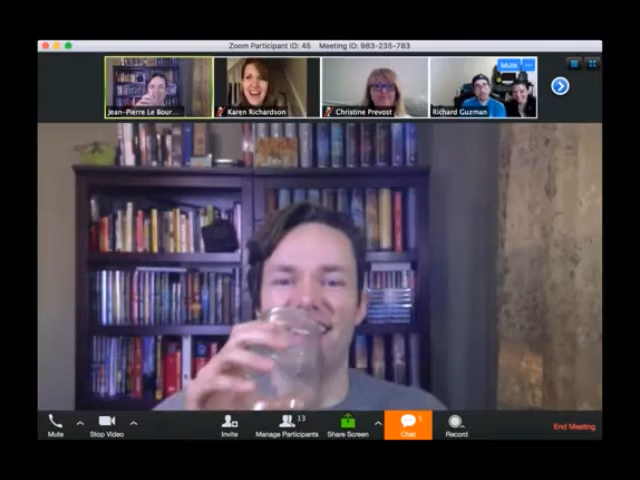 Zoom Participant ID: 45 Meeting ID: 983-235-783
Mute
Jean-Pierre Le Bour...
Karen Richardson
Christine Prevost
Richard Guzman
13
5
Mute
Stop Video
Invite
Manage Participants
Share Screen
Chat
Record
End Meeting